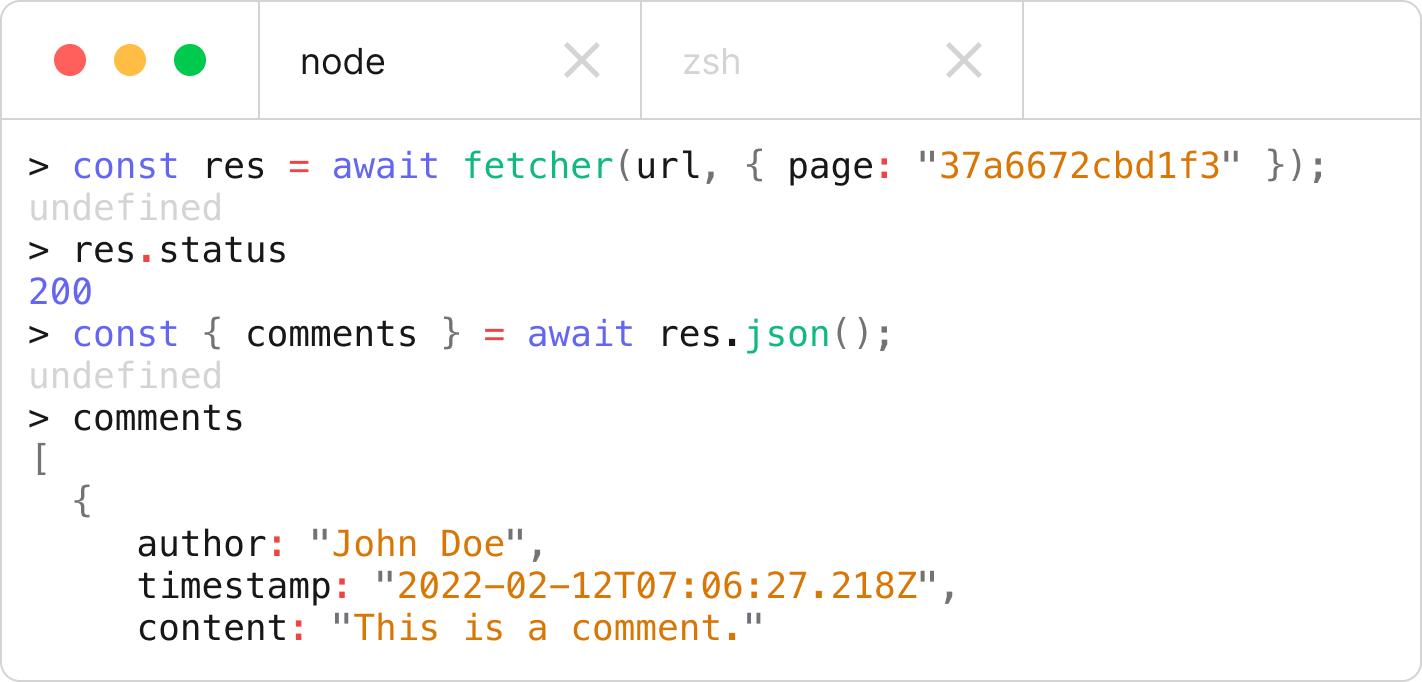 node
zsh
> const res = await fetcher(url, { page: "37a6672cbd1f3" });
undefined
> res.status
200
> const { comments } = await res.json();
undefined
> comments
[
  {
     author: "John Doe",
     timestamp: "2022-02-12T07:06:27.218Z",
     content: "This is a comment."